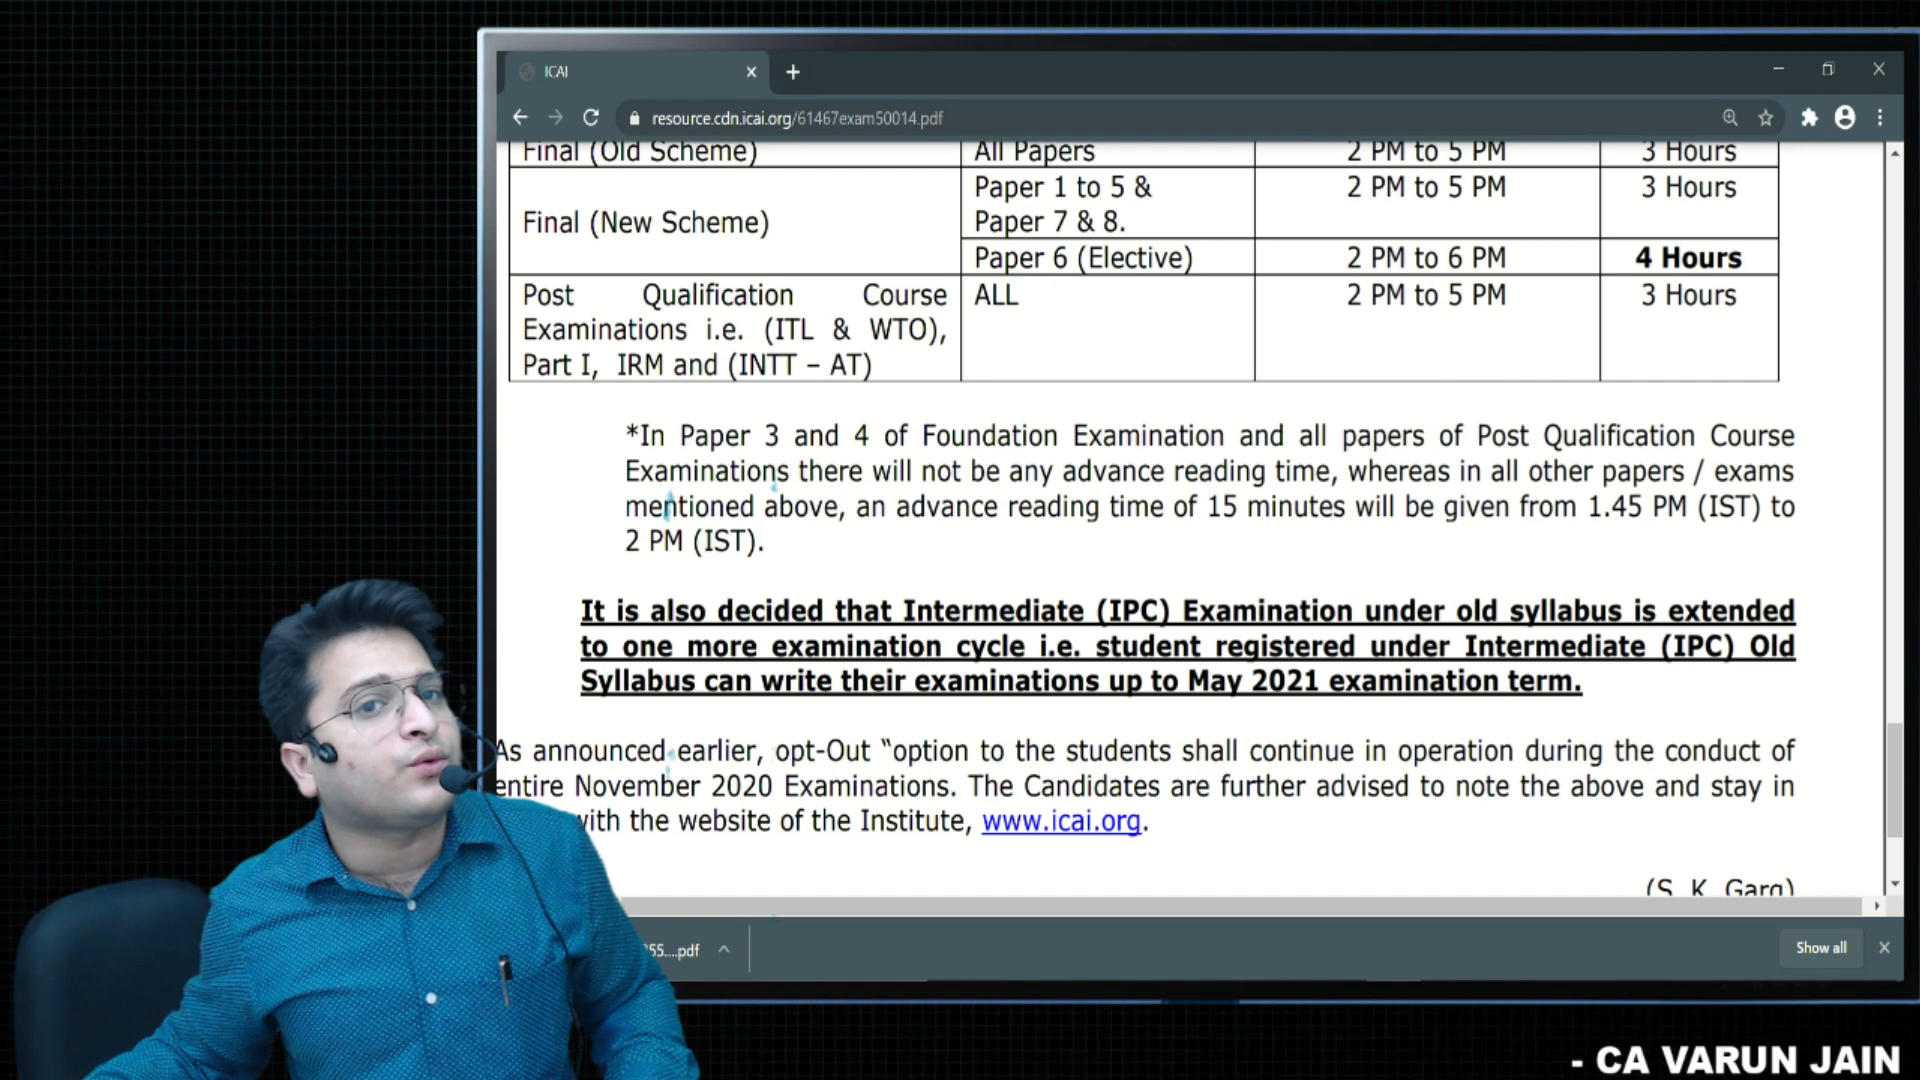 ICAI
resource.cdn.icai.org/61467exam50014.pdf
Final (Old Scheme) All Papers 2 PM to 5 PM 3 Hours
Final (New Scheme) Paper 1 to 5 & 2 PM to 5 PM 3 Hours
Paper 7 & 8.
Paper 6 (Elective) 2 PM to 6 PM 4 Hours
Post Qualification Course ALL 2 PM to 5 PM 3 Hours
Examinations i.e. (ITL & WTO),
Part I, IRM and (INTT – AT)
*In Paper 3 and 4 of Foundation Examination and all papers of Post Qualification Course
Examinations there will not be any advance reading time, whereas in all other papers / exams
mentioned above, an advance reading time of 15 minutes will be given from 1.45 PM (IST) to
2 PM (IST).
It is also decided that Intermediate (IPC) Examination under old syllabus is extended
to one more examination cycle i.e. student registered under Intermediate (IPC) Old
Syllabus can write their examinations up to May 2021 examination term.
As announced earlier, opt-Out “option to the students shall continue in operation during the conduct of
entire November 2020 Examinations. The Candidates are further advised to note the above and stay in
with the website of the Institute, www.icai.org.
(S. K. Garg)
55....pdf
Show all
- CA VARUN JAIN